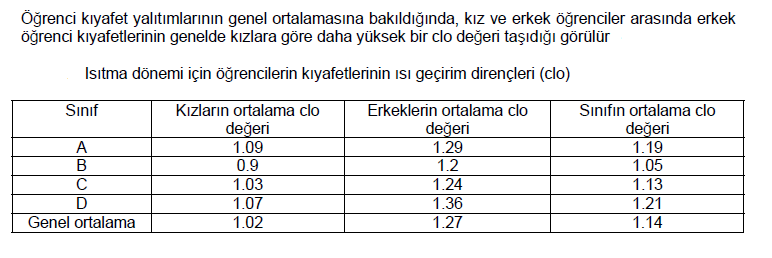 Öğrenci kıyafet yalıtımlarının genel ortalamasına bakıldığında, kız ve erkek öğrenciler arasında erkek
öğrenci kıyafetlerinin genelde kızlara göre daha yüksek bir clo değeri taşıdığı görülür
Isıtma dönemi için öğrencilerin kıyafetlerinin ısı geçirim dirençleri (clo)
Sınıf Kızların ortalama clo değeri Erkeklerin ortalama clo değeri Sınıfın ortalama clo değeri
A 1.09 1.29 1.19
B 0.9 1.2 1.05
C 1.03 1.24 1.13
D 1.07 1.36 1.21
Genel ortalama 1.02 1.27 1.14